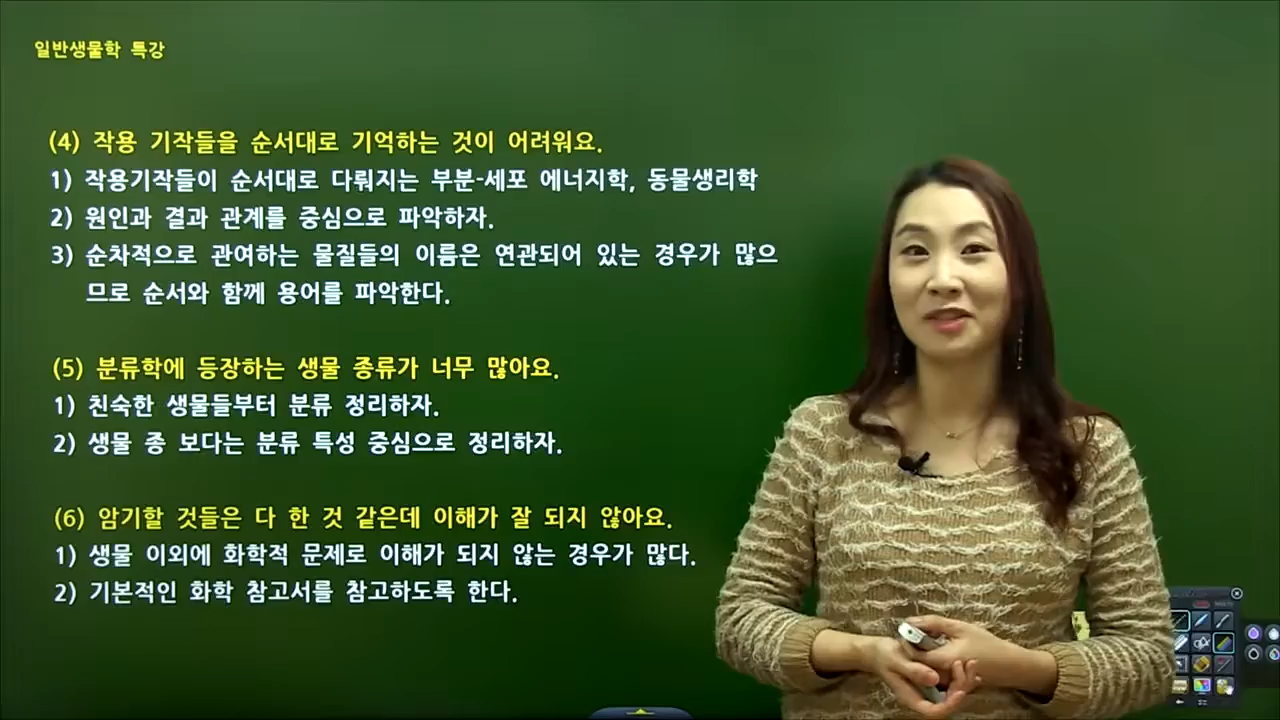 일반생물학 특강
(4) 작용 기작들을 순서대로 기억하는 것이 어려워요.
1) 작용기작들이 순서대로 다뤄지는 부분-세포 에너지학, 동물생리학
2) 원인과 결과 관계를 중심으로 파악하자.
3) 순차적으로 관여하는 물질들의 이름은 연관되어 있는 경우가 많으
므로 순서와 함께 용어를 파악한다.
(5) 분류학에 등장하는 생물 종류가 너무 많아요.
1) 친숙한 생물들부터 분류 정리하자.
2) 생물 종 보다는 분류 특성 중심으로 정리하자.
(6) 암기할 것들은 다 한 것 같은데 이해가 잘 되지 않아요.
1) 생물 이외에 화학적 문제로 이해가 되지 않는 경우가 많다.
2) 기본적인 화학 참고서를 참고하도록 한다.